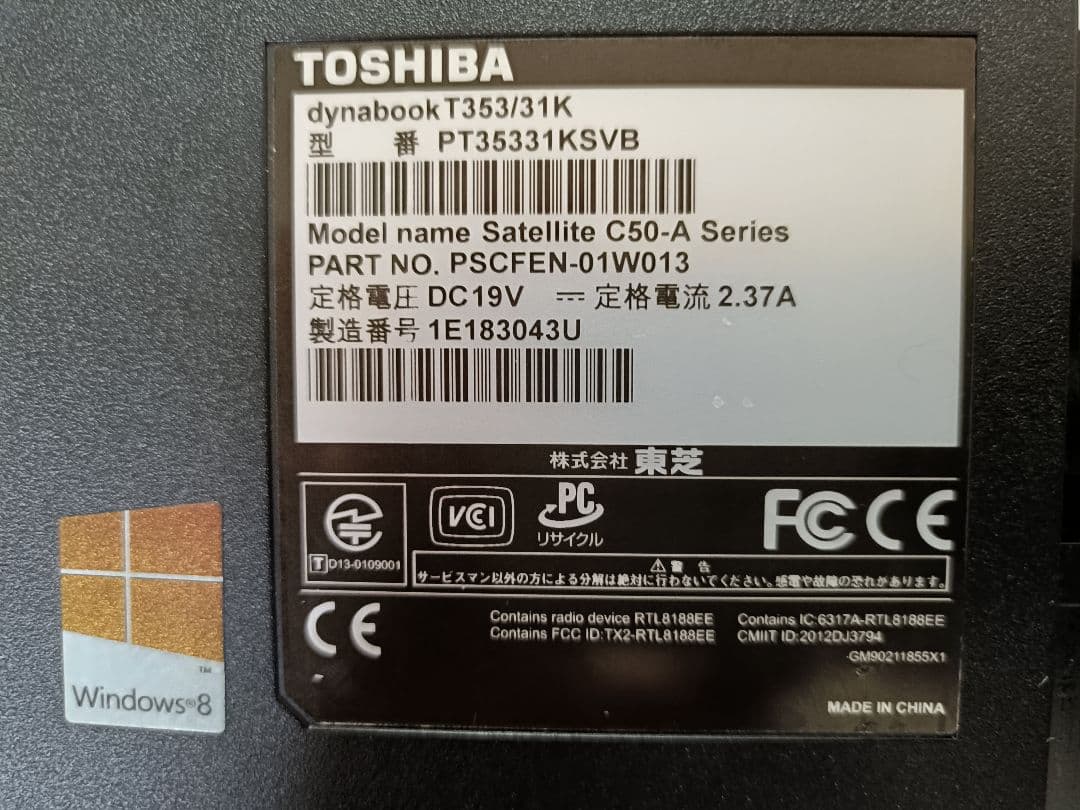 TOSHIBA
dynabook T353/31K
型 番 PT35331KSVB
Model name Satellite C50-A Series
PART NO. PSCFEN-01W013
定格電圧 DC19V ⎓ 定格電流 2.37A
製造番号 1E183043U
株式会社 東芝
VCCI
PC
リサイクル
FC CE
T D13-0109001
⚠ 警 告
サービスマン以外の方による分解は絶対に行わないでください。感電や故障の恐れがあります。
CE
Contains radio device RTL8188EE
Contains FCC ID:TX2-RTL8188EE
Contains IC:6317A-RTL8188EE
CMIIT ID:2012DJ3794
GM90211855X1
MADE IN CHINA
Windows®8
TM